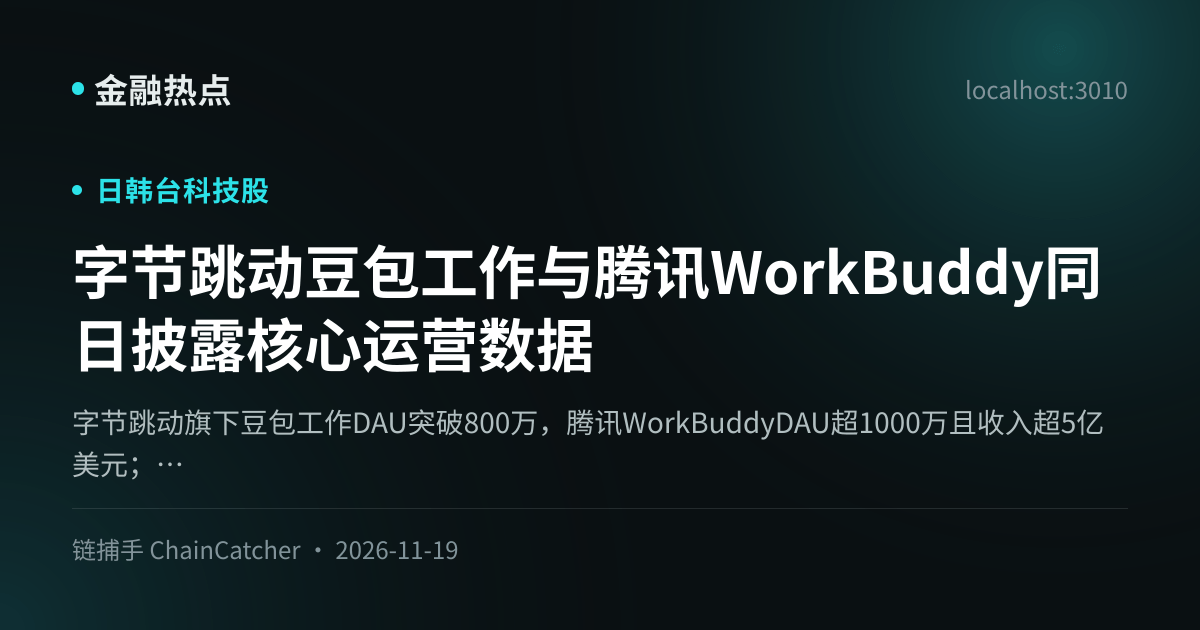 金融热点
localhost:3010
日韩台科技股
字节跳动豆包工作与腾讯WorkBuddy同
日披露核心运营数据
字节跳动旗下豆包工作DAU突破800万，腾讯WorkBuddyDAU超1000万且收入超5亿
美元；…
链捕手 ChainCatcher · 2026-11-19